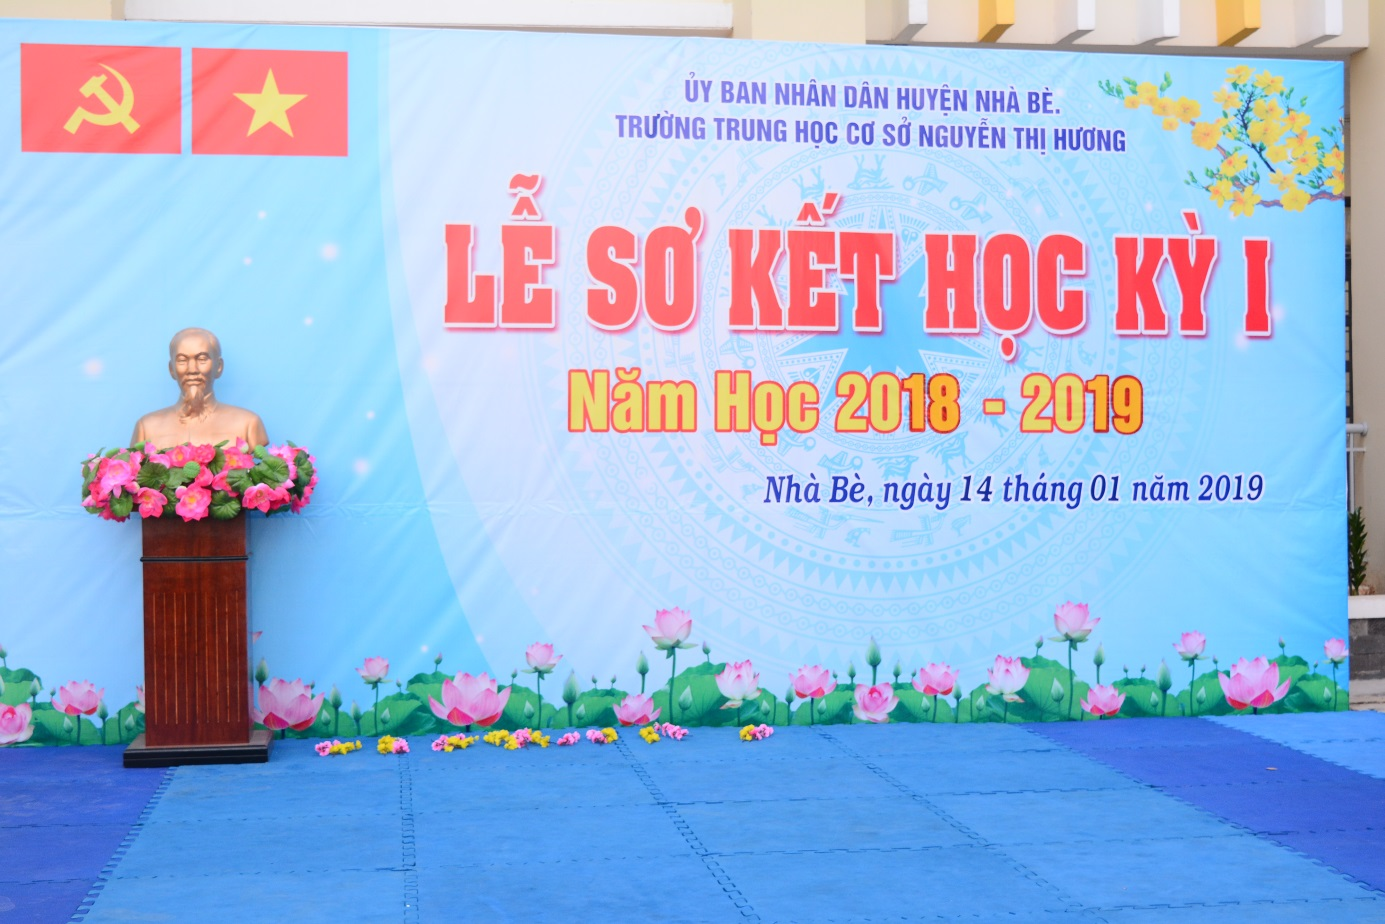 ỦY BAN NHÂN DÂN HUYỆN NHÀ BÈ.
TRƯỜNG TRUNG HỌC CƠ SỞ NGUYỄN THỊ HƯƠNG
LỄ SƠ KẾT HỌC KỲ I
Năm Học 2018 - 2019
Nhà Bè, ngày 14 tháng 01 năm 2019